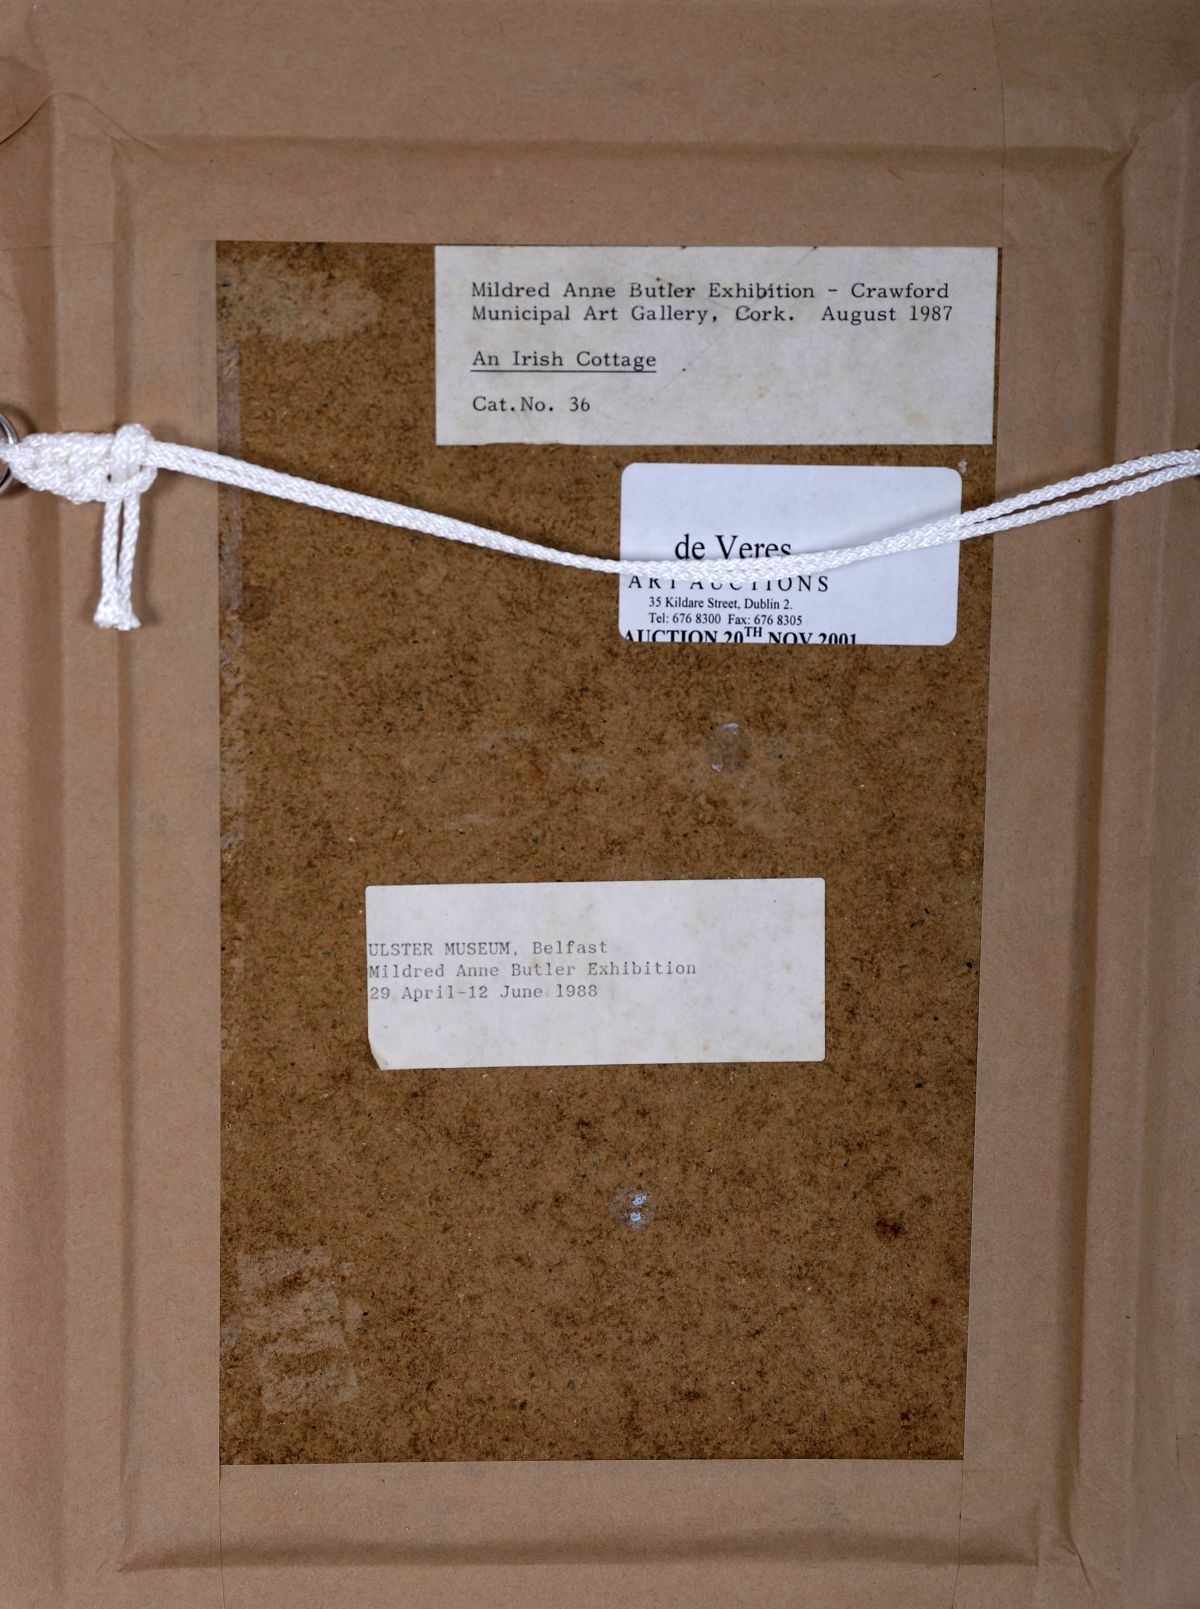 Mildred Anne Butler Exhibition - Crawford
Municipal Art Gallery, Cork. August 1987
An Irish Cottage
Cat.No. 36
de Veres
ART AUCTIONS
35 Kildare Street, Dublin 2.
Tel: 676 8300 Fax: 676 8305
AUCTION 20TH NOV 2001
ULSTER MUSEUM, Belfast
Mildred Anne Butler Exhibition
29 April-12 June 1988